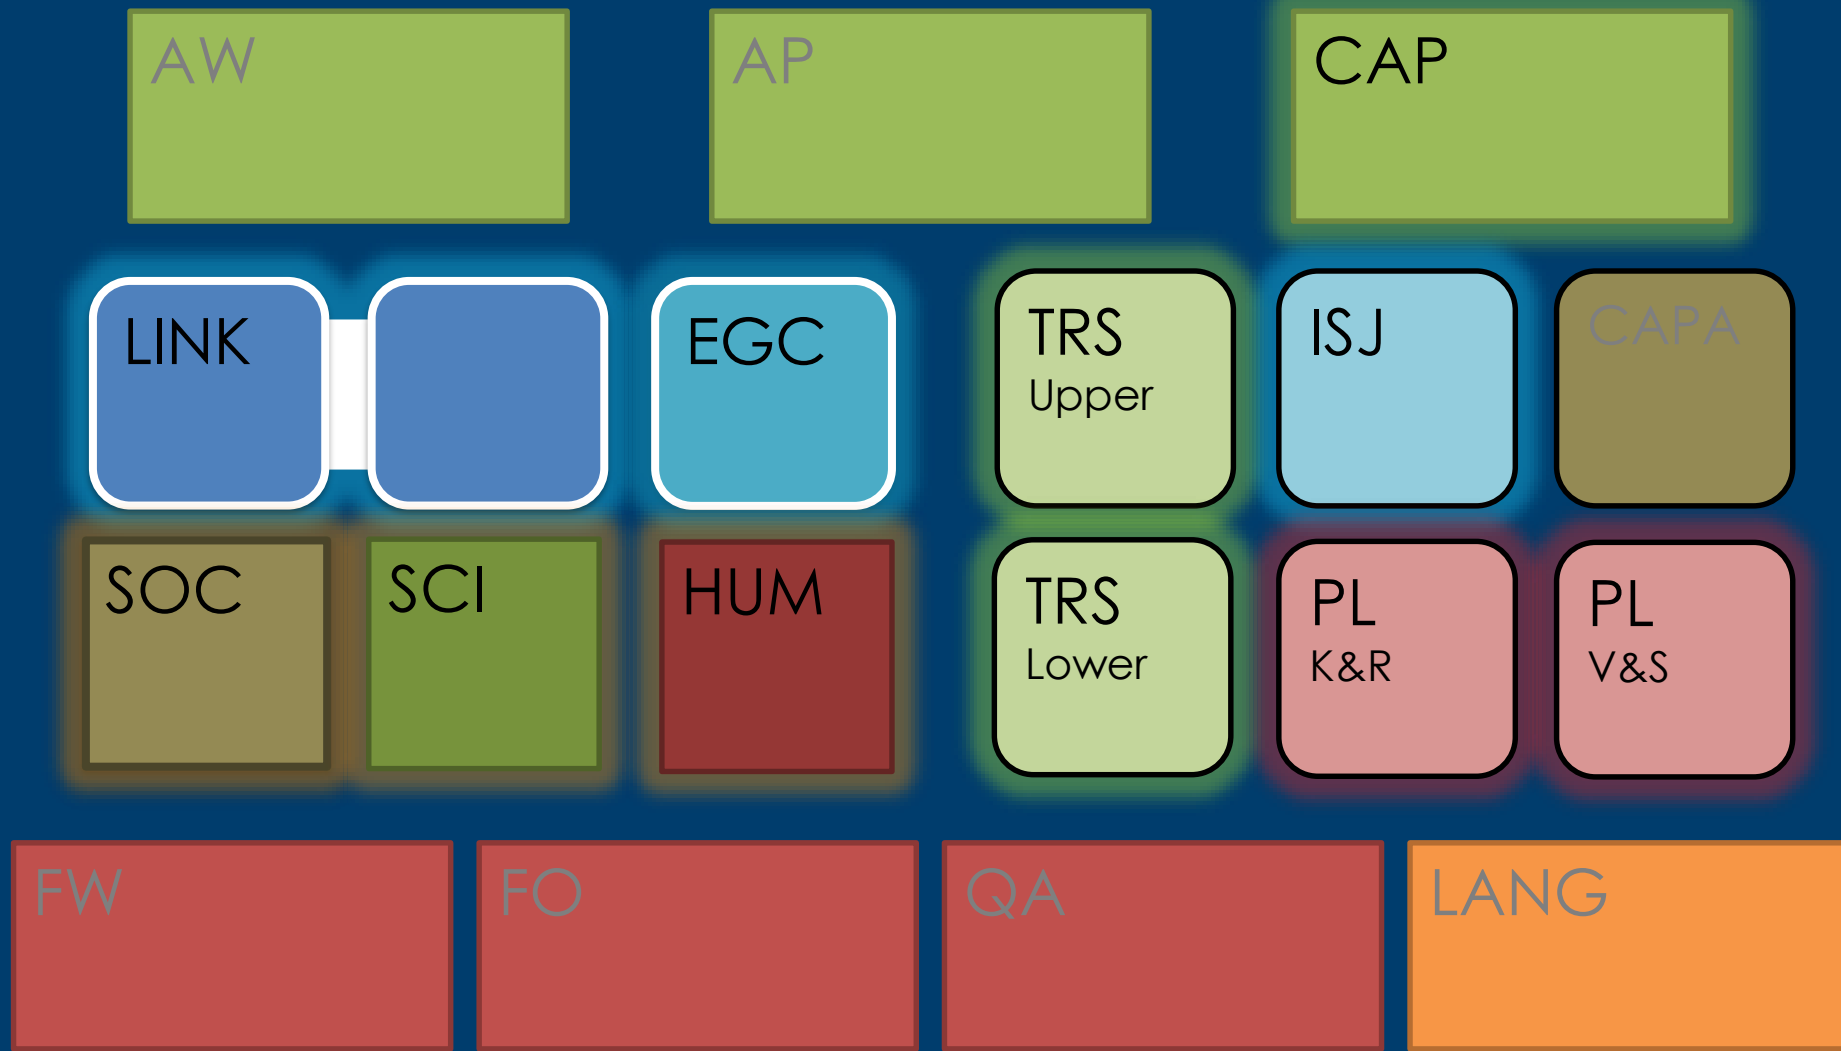 AW
AP
CAP
LINK
EGC
TRS
Upper
ISJ
CAPA
SOC
SCI
HUM
TRS
Lower
PL
K&R
PL
V&S
FW
FO
QA
LANG